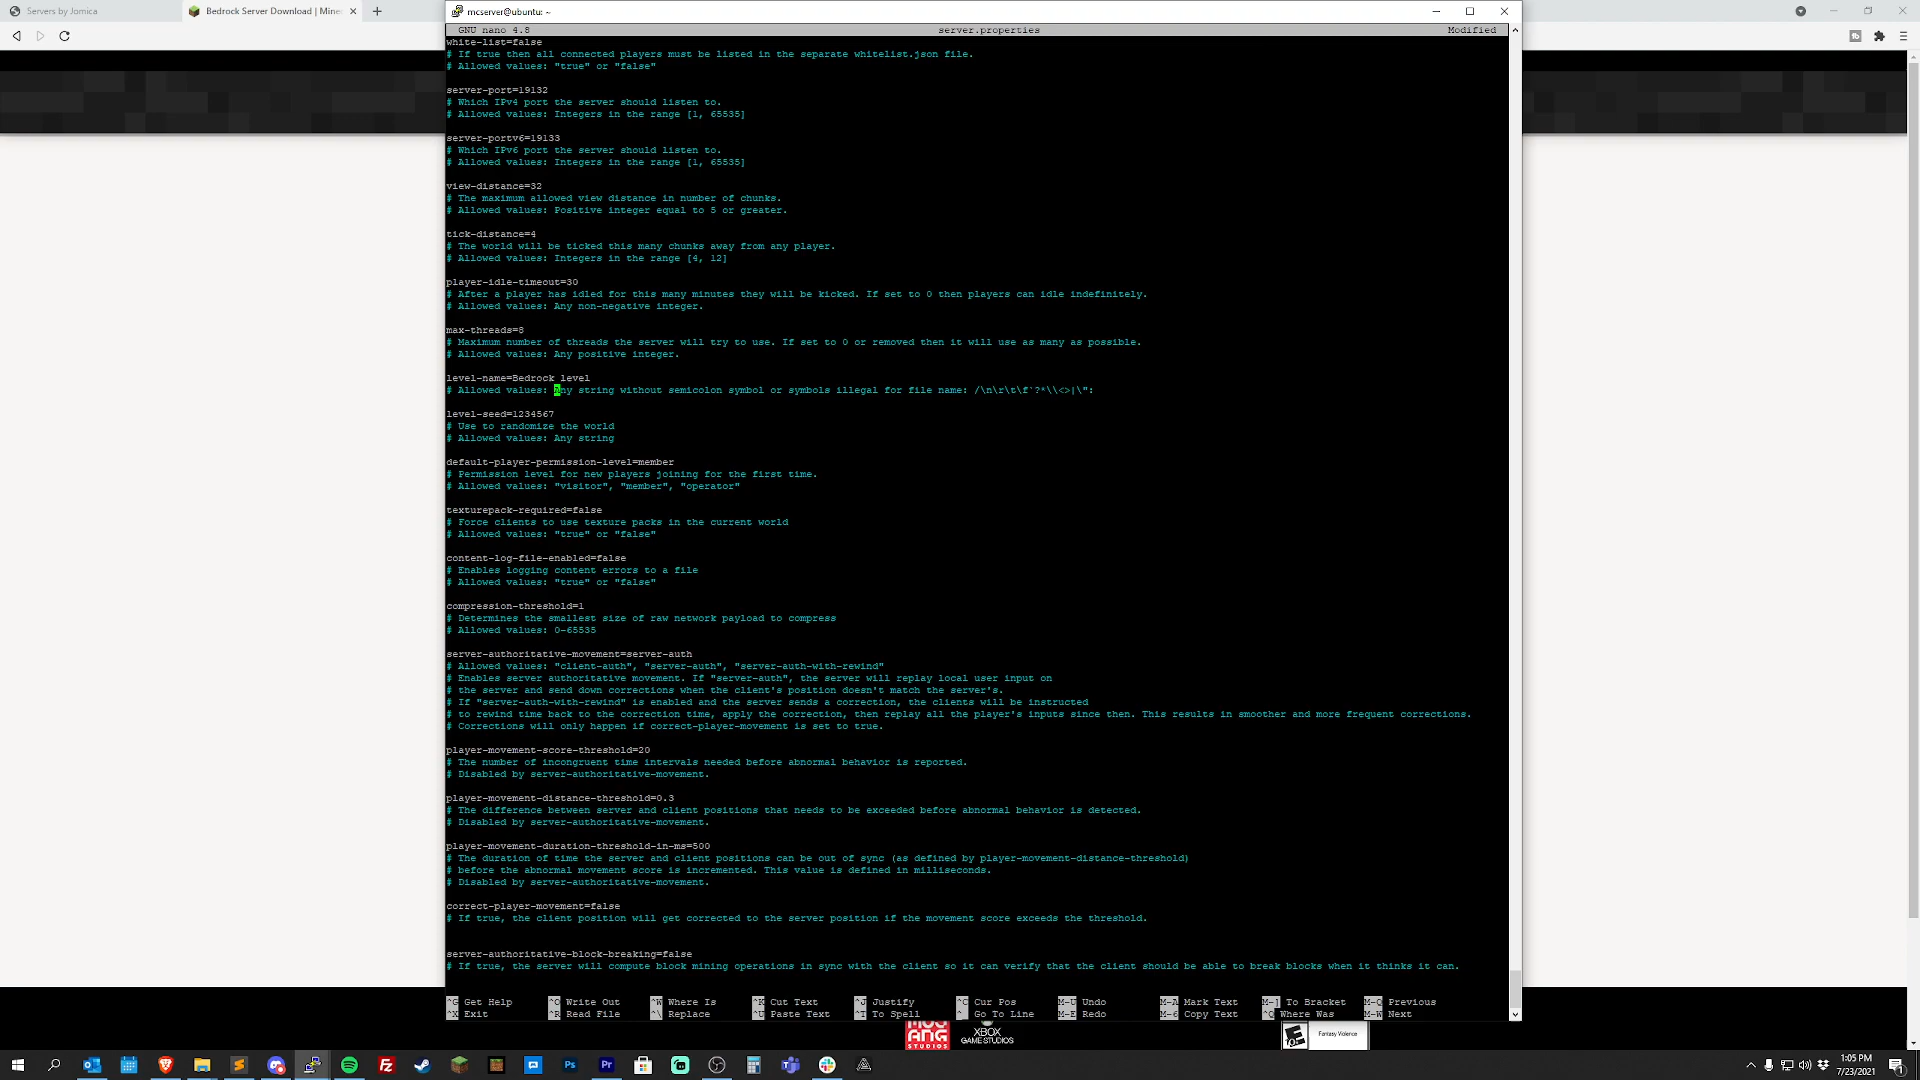 Servers by Jomica
Bedrock Server Download | Mine
mcserver@ubuntu: ~
GNU nano 4.8 server.properties Modified
white-list=false
# If true then all connected players must be listed in the separate whitelist.json file.
# Allowed values: "true" or "false"
server-port=19132
# Which IPv4 port the server should listen to.
# Allowed values: Integers in the range [1, 65535]
server-portv6=19133
# Which IPv6 port the server should listen to.
# Allowed values: Integers in the range [1, 65535]
view-distance=32
# The maximum allowed view distance in number of chunks.
# Allowed values: Positive integer equal to 5 or greater.
tick-distance=4
# The world will be ticked this many chunks away from any player.
# Allowed values: Integers in the range [4, 12]
player-idle-timeout=30
# After a player has idled for this many minutes they will be kicked. If set to 0 then players can idle indefinitely.
# Allowed values: Any non-negative integer.
max-threads=8
# Maximum number of threads the server will try to use. If set to 0 or removed then it will use as many as possible.
# Allowed values: Any positive integer.
level-name=Bedrock level
# Allowed values: Any string without semicolon symbol or symbols illegal for file name: /\n\r\t\f`?*\\<>|\":
level-seed=1234567
# Use to randomize the world
# Allowed values: Any string
default-player-permission-level=member
# Permission level for new players joining for the first time.
# Allowed values: "visitor", "member", "operator"
texturepack-required=false
# Force clients to use texture packs in the current world
# Allowed values: "true" or "false"
content-log-file-enabled=false
# Enables logging content errors to a file
# Allowed values: "true" or "false"
compression-threshold=1
# Determines the smallest size of raw network payload to compress
# Allowed values: 0-65535
server-authoritative-movement=server-auth
# Allowed values: "client-auth", "server-auth", "server-auth-with-rewind"
# Enables server authoritative movement. If "server-auth", the server will replay local user input on
# the server and send down corrections when the client's position doesn't match the server's.
# If "server-auth-with-rewind" is enabled and the server sends a correction, the clients will be instructed
# to rewind time back to the correction time, apply the correction, then replay all the player's inputs since then. This results in smoother and more frequent corrections.
# Corrections will only happen if correct-player-movement is set to true.
player-movement-score-threshold=20
# The number of incongruent time intervals needed before abnormal behavior is reported.
# Disabled by server-authoritative-movement.
player-movement-distance-threshold=0.3
# The difference between server and client positions that needs to be exceeded before abnormal behavior is detected.
# Disabled by server-authoritative-movement.
player-movement-duration-threshold-in-ms=500
# The duration of time the server and client positions can be out of sync (as defined by player-movement-distance-threshold)
# before the abnormal movement score is incremented. This value is defined in milliseconds.
# Disabled by server-authoritative-movement.
correct-player-movement=false
# If true, the client position will get corrected to the server position if the movement score exceeds the threshold.
server-authoritative-block-breaking=false
# If true, the server will compute block mining operations in sync with the client so it can verify that the client should be able to break blocks when it thinks it can.
^G Get Help ^O Write Out ^W Where Is ^K Cut Text ^J Justify ^C Cur Pos M-U Undo M-A Mark Text M-] To Bracket M-Q Previous
^X Exit ^R Read File ^\ Replace ^U Paste Text ^T To Spell ^_ Go To Line M-E Redo M-6 Copy Text ^Q Where Was M-W Next
ANG
STUDIOS
XBOX
GAME STUDIOS
E
Fantasy Violence
Fz
Ps
Pr
1:05 PM
7/23/2021
1